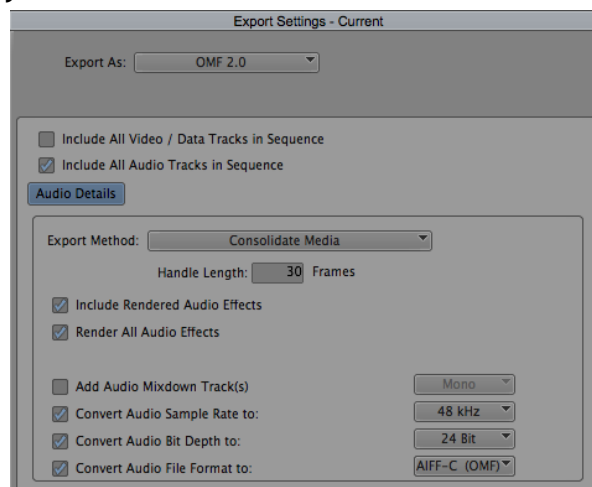 Export Settings - Current
Export As: OMF 2.0
Include All Video / Data Tracks in Sequence
Include All Audio Tracks in Sequence
Audio Details
Export Method: Consolidate Media
Handle Length: 30 Frames
Include Rendered Audio Effects
Render All Audio Effects
Add Audio Mixdown Track(s) Mono
Convert Audio Sample Rate to: 48 kHz
Convert Audio Bit Depth to: 24 Bit
Convert Audio File Format to: AIFF-C (OMF)